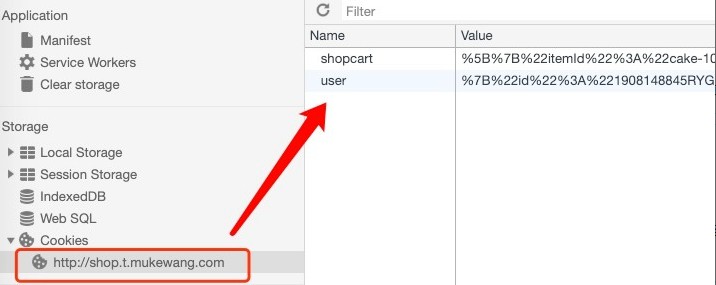 Application
Manifest
Service Workers
Clear storage
Storage
Local Storage
Session Storage
IndexedDB
Web SQL
Cookies
http://shop.t.mukewang.com
Filter
Name Value
shopcart %5B%7B%22itemId%22%3A%22cake-10
user %7B%22id%22%3A%221908148845RYG